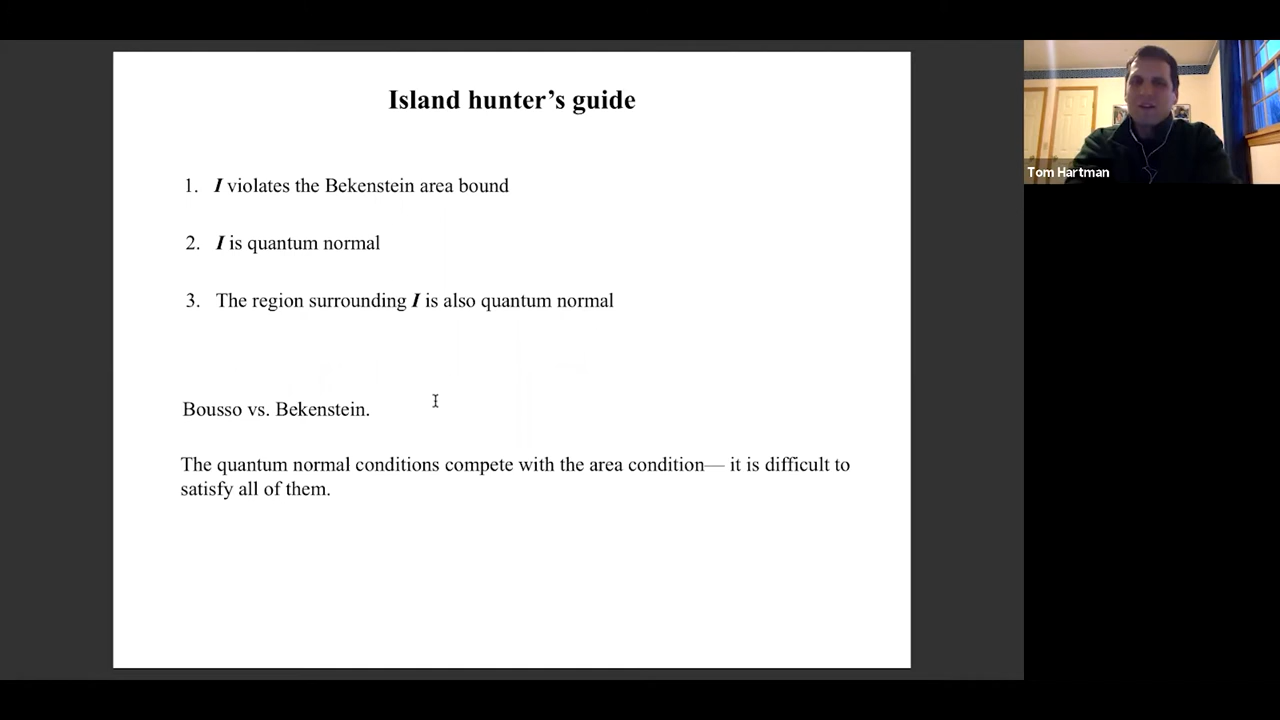 Island hunter's guide
1. I violates the Bekenstein area bound
2. I is quantum normal
3. The region surrounding I is also quantum normal
Bousso vs. Bekenstein.
The quantum normal conditions compete with the area condition— it is difficult to
satisfy all of them.
Tom Hartman